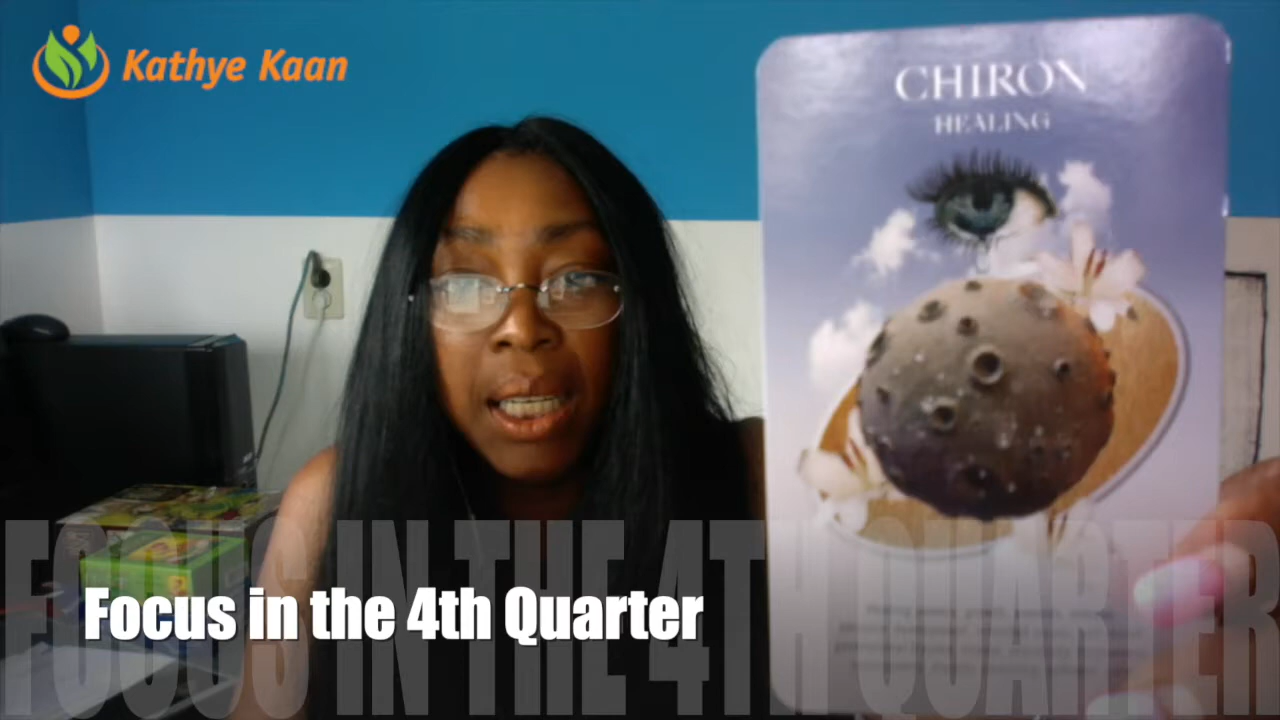 Kathye Kaan
CHIRON
HEALING
FOCUS IN THE 4TH QUARTER
Focus in the 4th Quarter